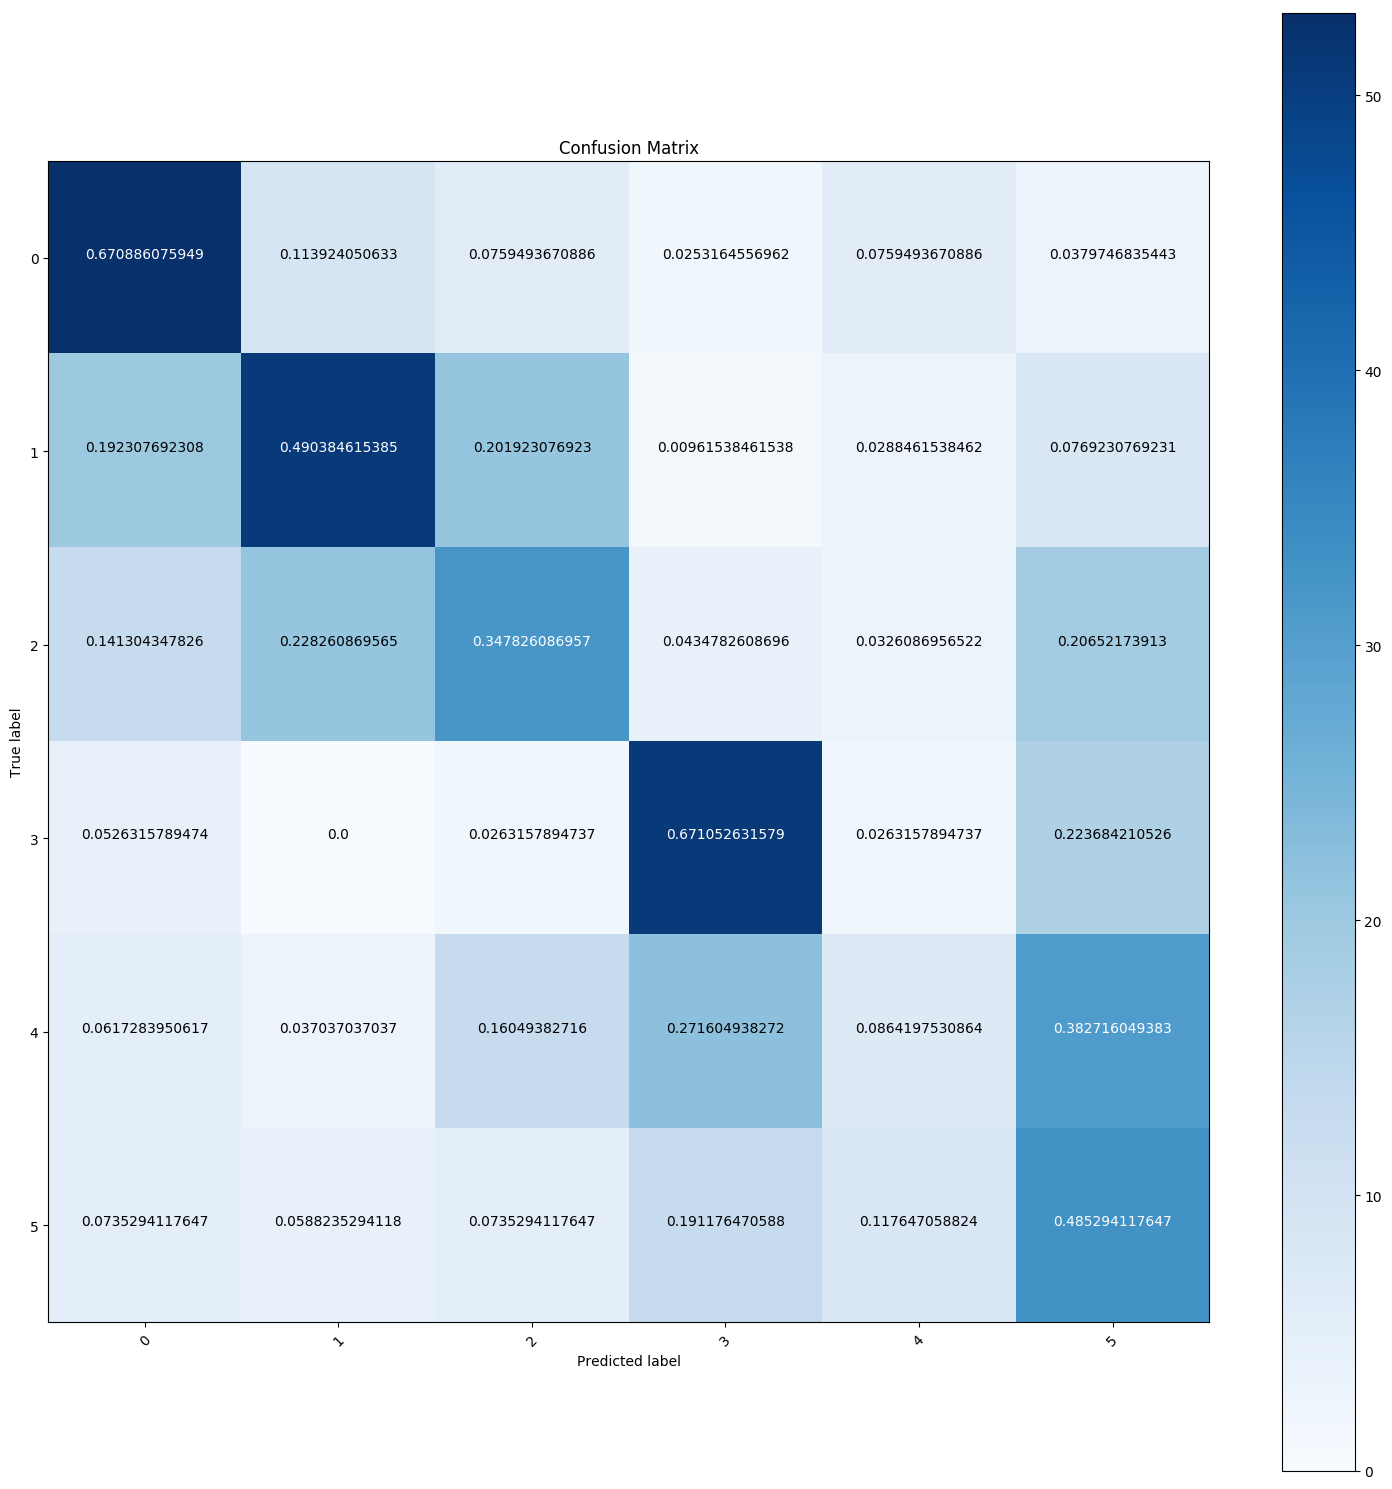 Confusion Matrix
0 0.670886075949 0.113924050633 0.0759493670886 0.0253164556962 0.0759493670886 0.0379746835443
1 0.192307692308 0.490384615385 0.201923076923 0.00961538461538 0.0288461538462 0.0769230769231
2 0.141304347826 0.228260869565 0.347826086957 0.0434782608696 0.0326086956522 0.20652173913
3 0.0526315789474 0.0 0.0263157894737 0.671052631579 0.0263157894737 0.223684210526
4 0.0617283950617 0.037037037037 0.16049382716 0.271604938272 0.0864197530864 0.382716049383
5 0.0735294117647 0.0588235294118 0.0735294117647 0.191176470588 0.117647058824 0.485294117647
True label
0 1 2 3 4 5
Predicted label
50
40
30
20
10
0